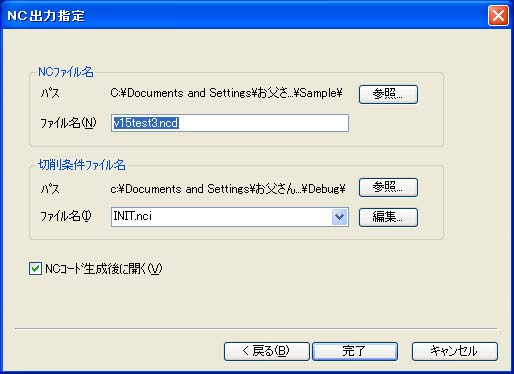 NC出力指定
NCファイル名
パス C:¥Documents and Settings¥お父さ...¥Sample¥ 参照...
ファイル名(N) v15test3.ncd
切削条件ファイル名
パス c:¥Documents and Settings¥お父さん...¥Debug¥ 参照...
ファイル名(I) INIT.nci 編集...
NCコード生成後に開く(V)
< 戻る(B) 完了 キャンセル